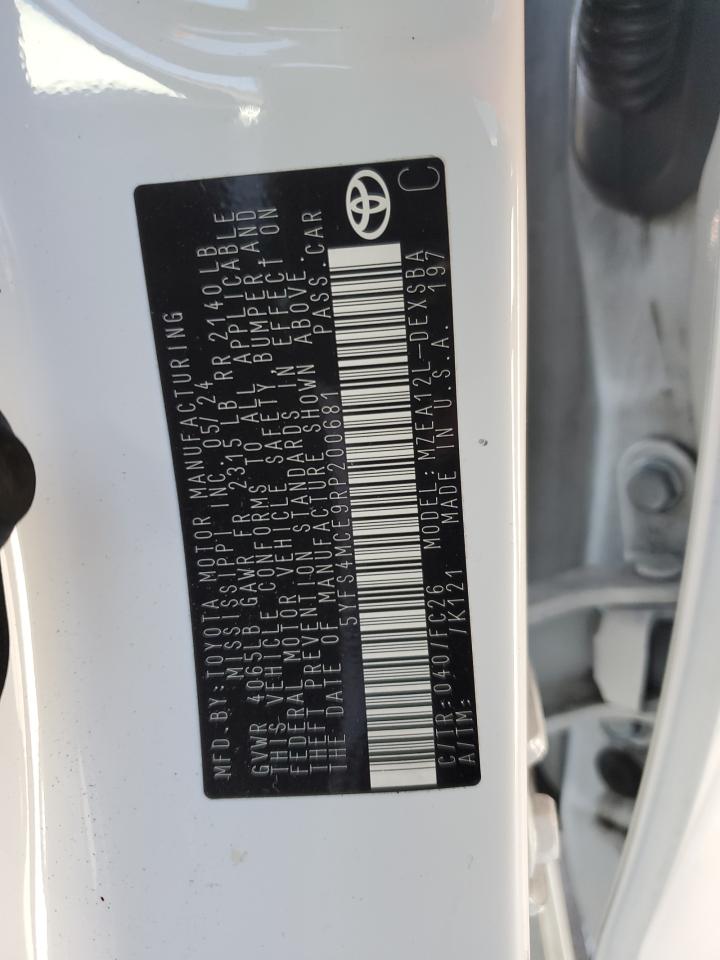 MFD.BY:TOYOTA MOTOR MANUFACTURING
MISSISSIPPI INC. 05/24
GVWR 4065LB GAWR FR 2315 LB RR 2140LB
THIS VEHICLE CONFORMS TO ALL APPLICABLE
FEDERAL MOTOR VEHICLE SAFETY, BUMPER, AND
THEFT PREVENTION STANDARDS IN EFFECT ON
THE DATE OF MANUFACTURE SHOWN ABOVE.
5YFS4MCE9RP200681 PASS.CAR
C/TR:040/FC26 MODEL:MZEA12L-DEXSBA
A/TM: /K121 MADE IN U.S.A. 197
C